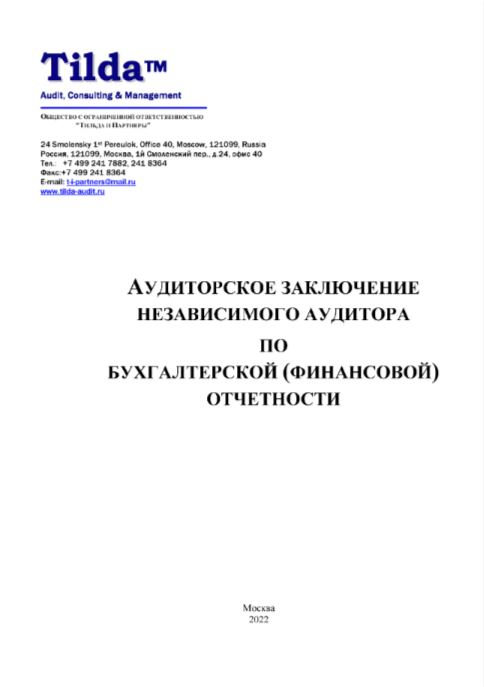 Tilda™
Audit, Consulting & Management
ОБЩЕСТВО С ОГРАНИЧЕННОЙ ОТВЕТСТВЕННОСТЬЮ
"ТИЛЬДА И ПАРТНЕРЫ"
24 Smolensky 1st Pereulok, Office 40, Moscow, 121099, Russia
Россия, 121099, Москва, 1й Смоленский пер., д.24, офис 40
Тел.: +7 499 241 7882, 241 8364
Факс:+7 499 241 8364
E-mail: t-i-partners@mail.ru
www.tilda-audit.ru
АУДИТОРСКОЕ ЗАКЛЮЧЕНИЕ
НЕЗАВИСИМОГО АУДИТОРА
ПО
БУХГАЛТЕРСКОЙ (ФИНАНСОВОЙ)
ОТЧЕТНОСТИ
Москва
2022